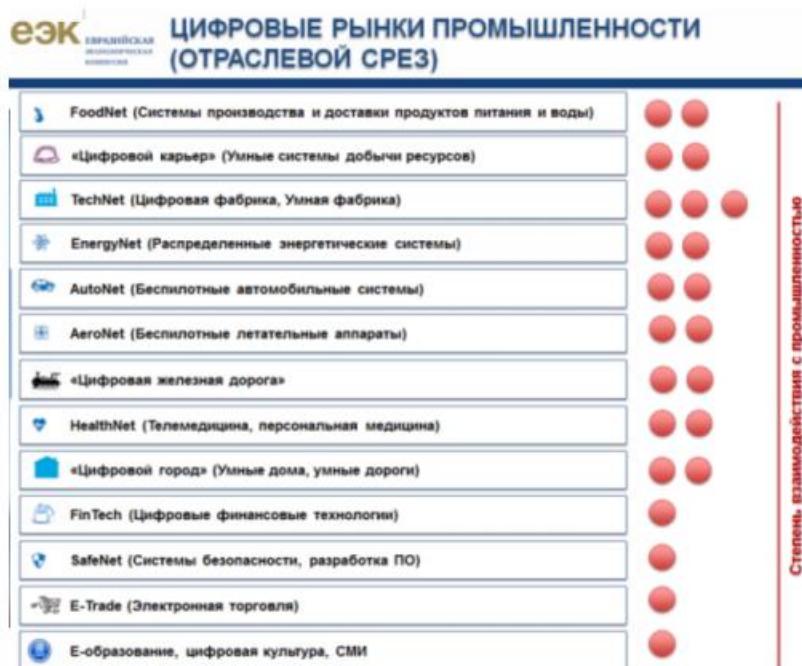 ЕЭК
ЕВРАЗИЙСКАЯ
ЭКОНОМИЧЕСКАЯ
КОМИССИЯ
ЦИФРОВЫЕ РЫНКИ ПРОМЫШЛЕННОСТИ
(ОТРАСЛЕВОЙ СРЕЗ)
FoodNet (Системы производства и доставки продуктов питания и воды)
«Цифровой карьер» (Умные системы добычи ресурсов)
TechNet (Цифровая фабрика, Умная фабрика)
EnergyNet (Распределенные энергетические системы)
AutoNet (Беспилотные автомобильные системы)
AeroNet (Беспилотные летательные аппараты)
«Цифровая железная дорога»
HealthNet (Телемедицина, персональная медицина)
«Цифровой город» (Умные дома, умные дороги)
FinTech (Цифровые финансовые технологии)
SafeNet (Системы безопасности, разработка ПО)
E-Trade (Электронная торговля)
Е-образование, цифровая культура, СМИ
Степень взаимодействия с промышленностью